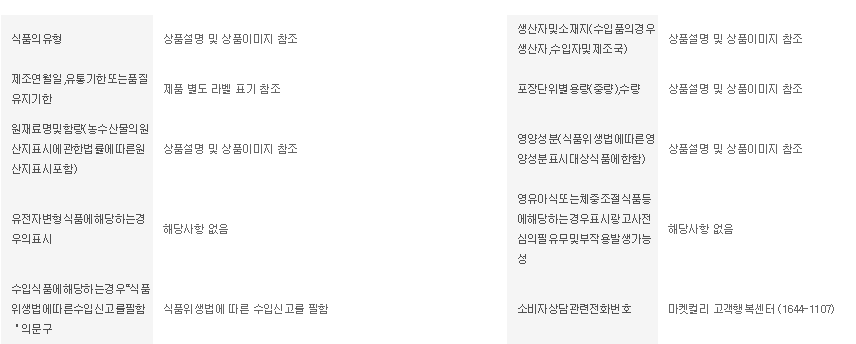 식품의 유형
상품설명 및 상품이미지 참조
생산자및소재지(수입품의경우
생산자,수입자및제조국)
상품설명 및 상품이미지 참조
제조연월일,유통기한또는품질
유지기한
제품 별도 라벨 표기 참조
포장단위별용량(중량),수량
상품설명 및 상품이미지 참조
원재료명및함량(농수산물의원
산지표시에관한법률에따른원
산지표시포함)
상품설명 및 상품이미지 참조
영양성분(식품위생법에따른영
양성분표시대상식품에한함)
상품설명 및 상품이미지 참조
유전자변형식품에해당하는경
우의표시
해당사항 없음
영유아식또는체중조절식품등
에해당하는경우표시광고사전
심의필유무및부작용발생가능
성
해당사항 없음
수입식품에해당하는경우“식품
위생법에따른수입신고를필함
"의문구
식품위생법에 따른 수입신고를 필함
소비자상담관련전화번호
마켓컬리 고객행복센터 (1644-1107)